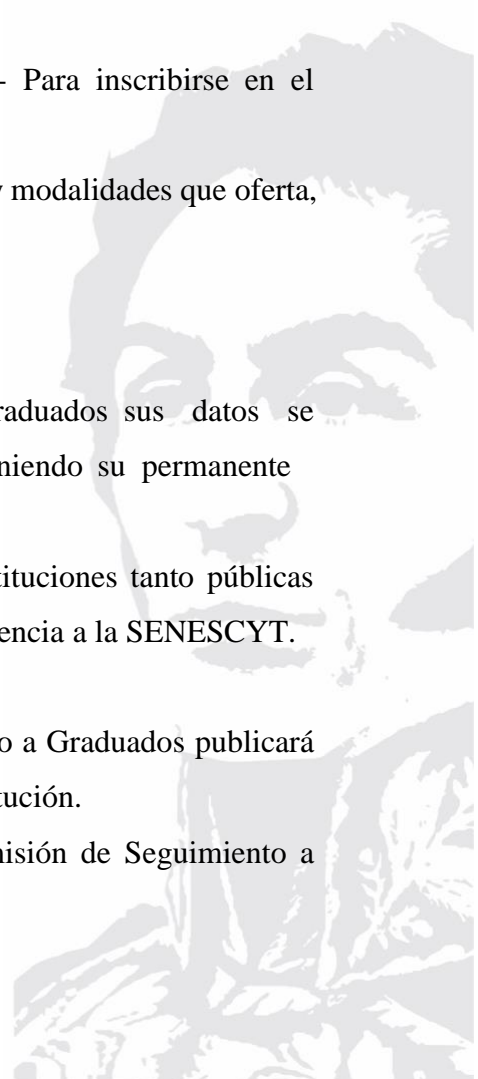 - Para inscribirse en el
y modalidades que oferta,
raduados sus datos se
niendo su permanente
tituciones tanto públicas
encia a la SENESCYT.
o a Graduados publicará
tución.
misión de Seguimiento a